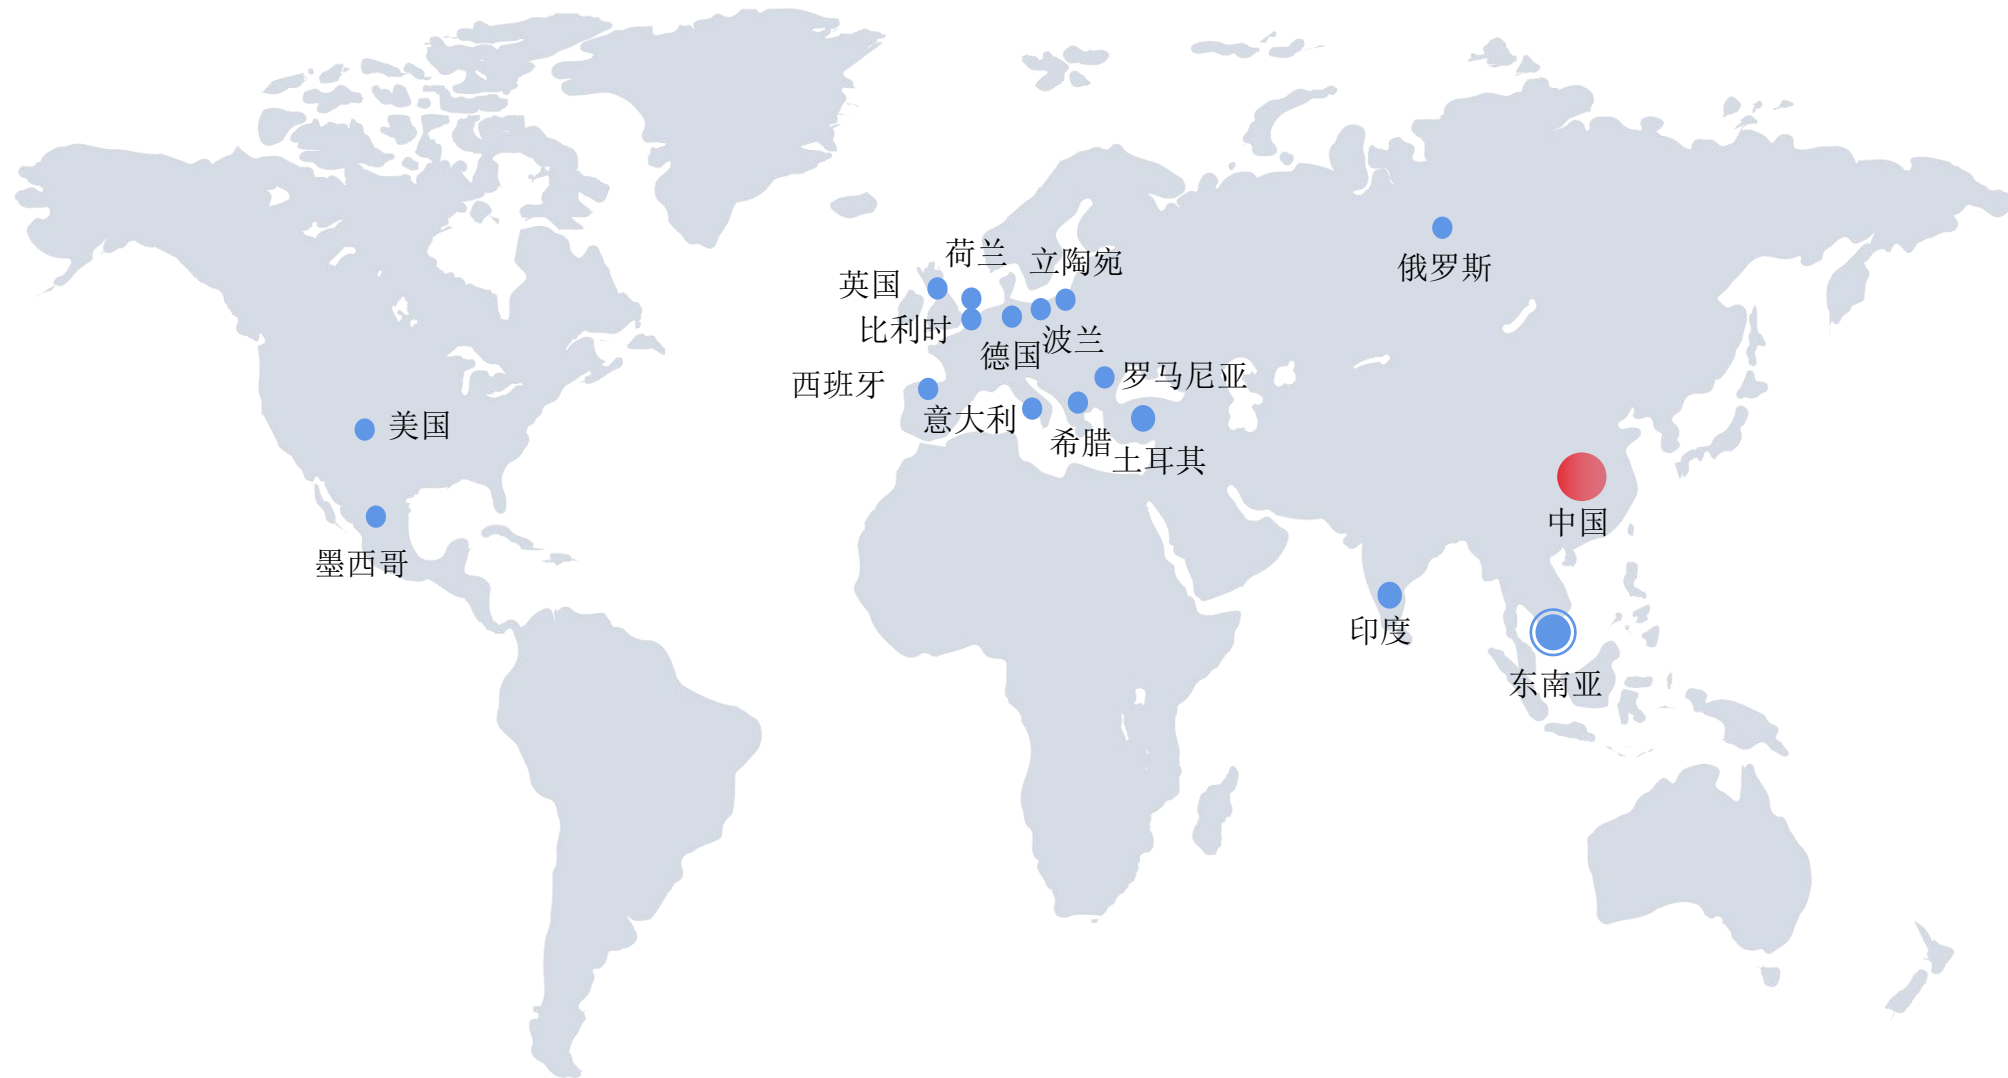 荷兰
立陶宛
俄罗斯
英国
比利时
波兰
德国
罗马尼亚
西班牙
意大利
美国
希腊
土耳其
中国
墨西哥
印度
东南亚